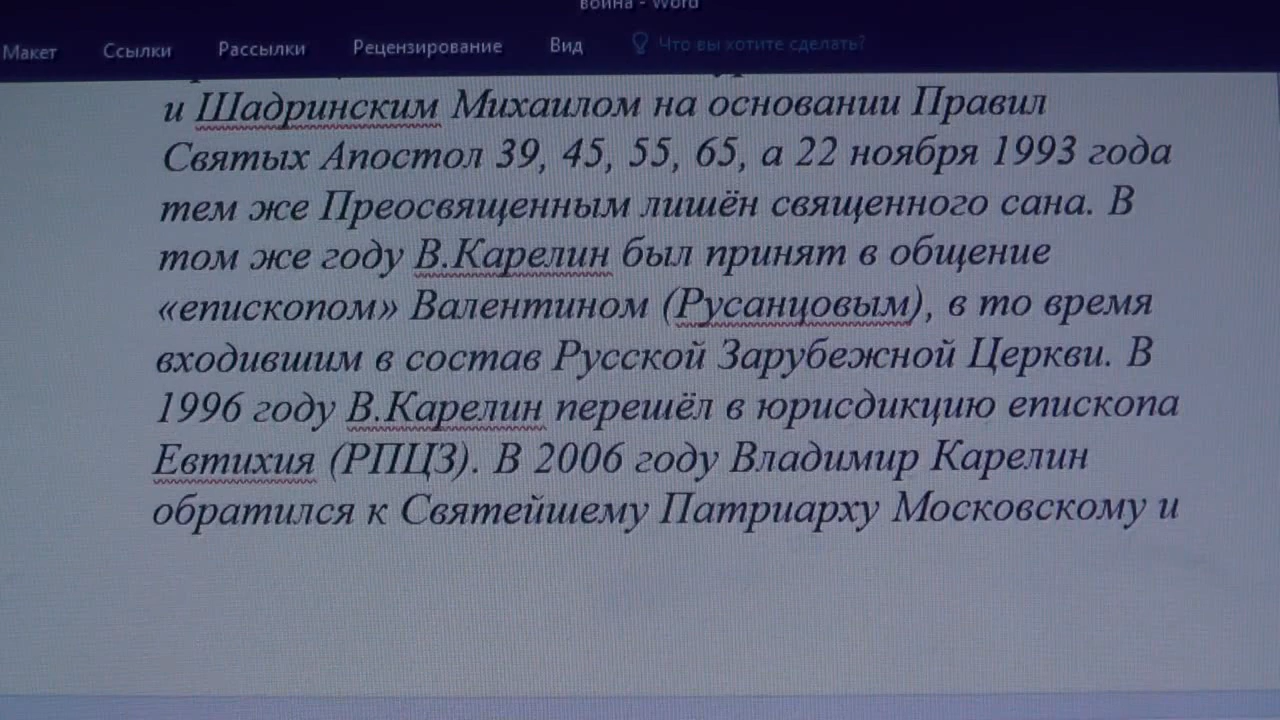 война - Word
Макет Ссылки Рассылки Рецензирование Вид Что вы хотите сделать?
и Шадринским Михаилом на основании Правил
Святых Апостол 39, 45, 55, 65, а 22 ноября 1993 года
тем же Преосвященным лишён священного сана. В
том же году В.Карелин был принят в общение
«епископом» Валентином (Русанцовым), в то время
входившим в состав Русской Зарубежной Церкви. В
1996 году В.Карелин перешёл в юрисдикцию епископа
Евтихия (РПЦЗ). В 2006 году Владимир Карелин
обратился к Святейшему Патриарху Московскому и